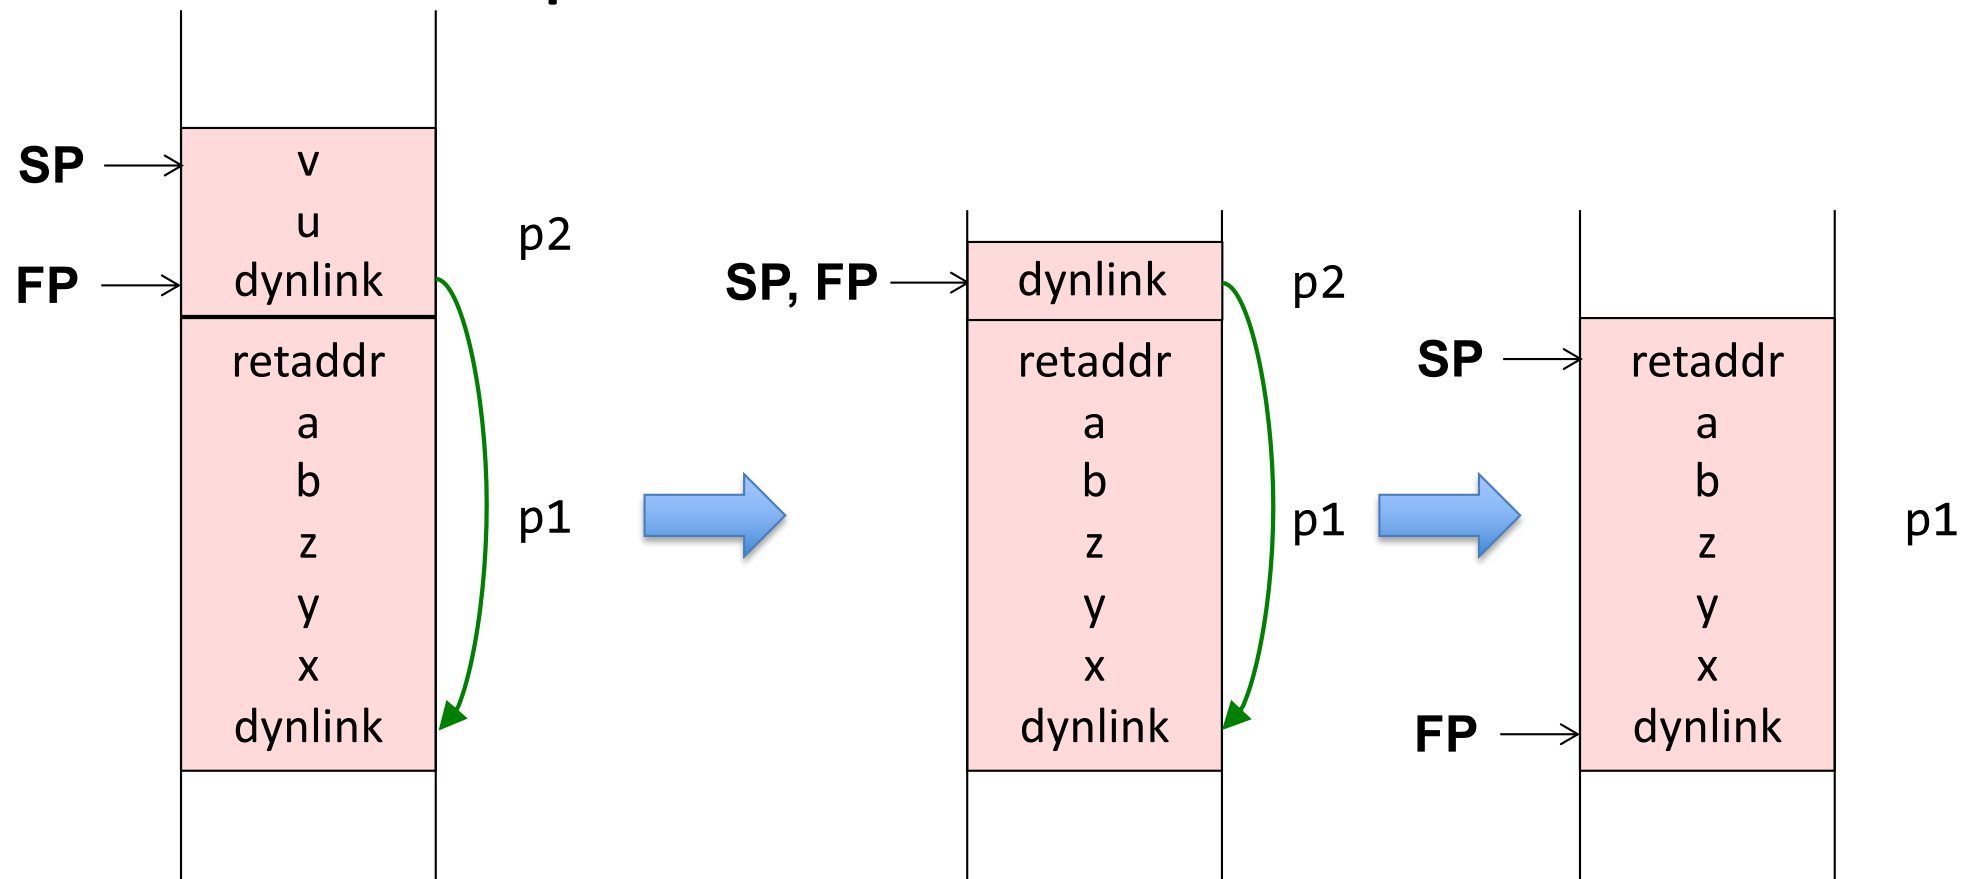 SP
v
u
p2
FP
dynlink
retaddr
a
b
p1
z
y
x
dynlink
SP, FP
dynlink
p2
retaddr
a
b
p1
z
y
x
dynlink
SP
retaddr
a
b
p1
z
y
x
FP
dynlink